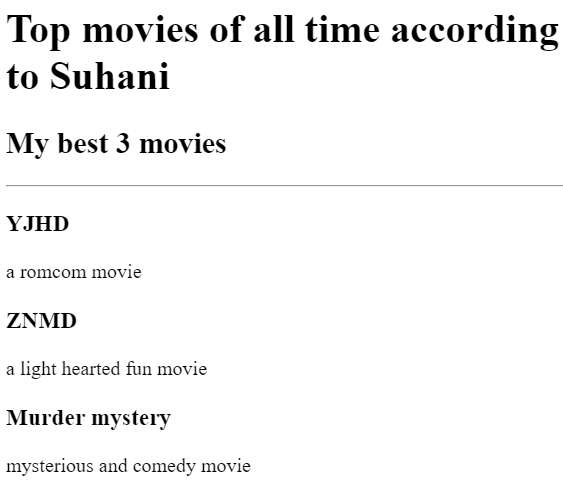 Top movies of all time according
to Suhani
My best 3 movies
YJHD
a romcom movie
ZNMD
a light hearted fun movie
Murder mystery
mysterious and comedy movie